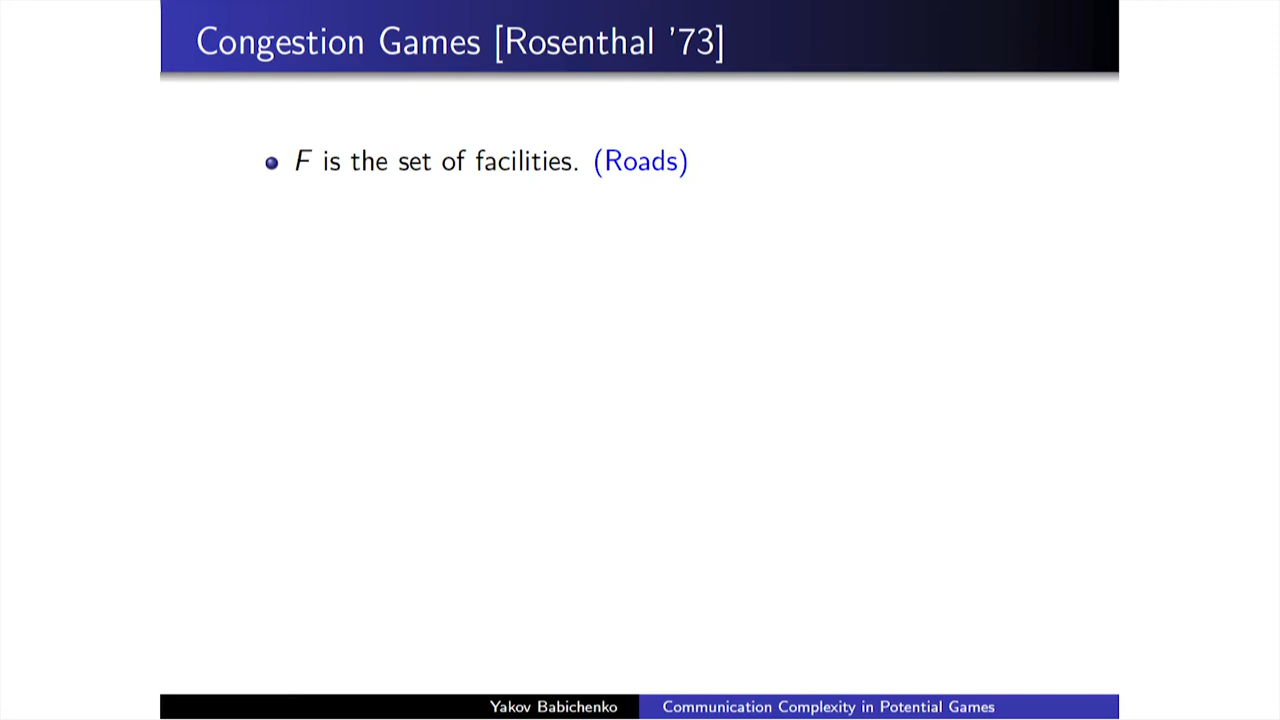 Congestion Games [Rosenthal '73]
F is the set of facilities. (Roads)
Yakov Babichenko
Communication Complexity in Potential Games